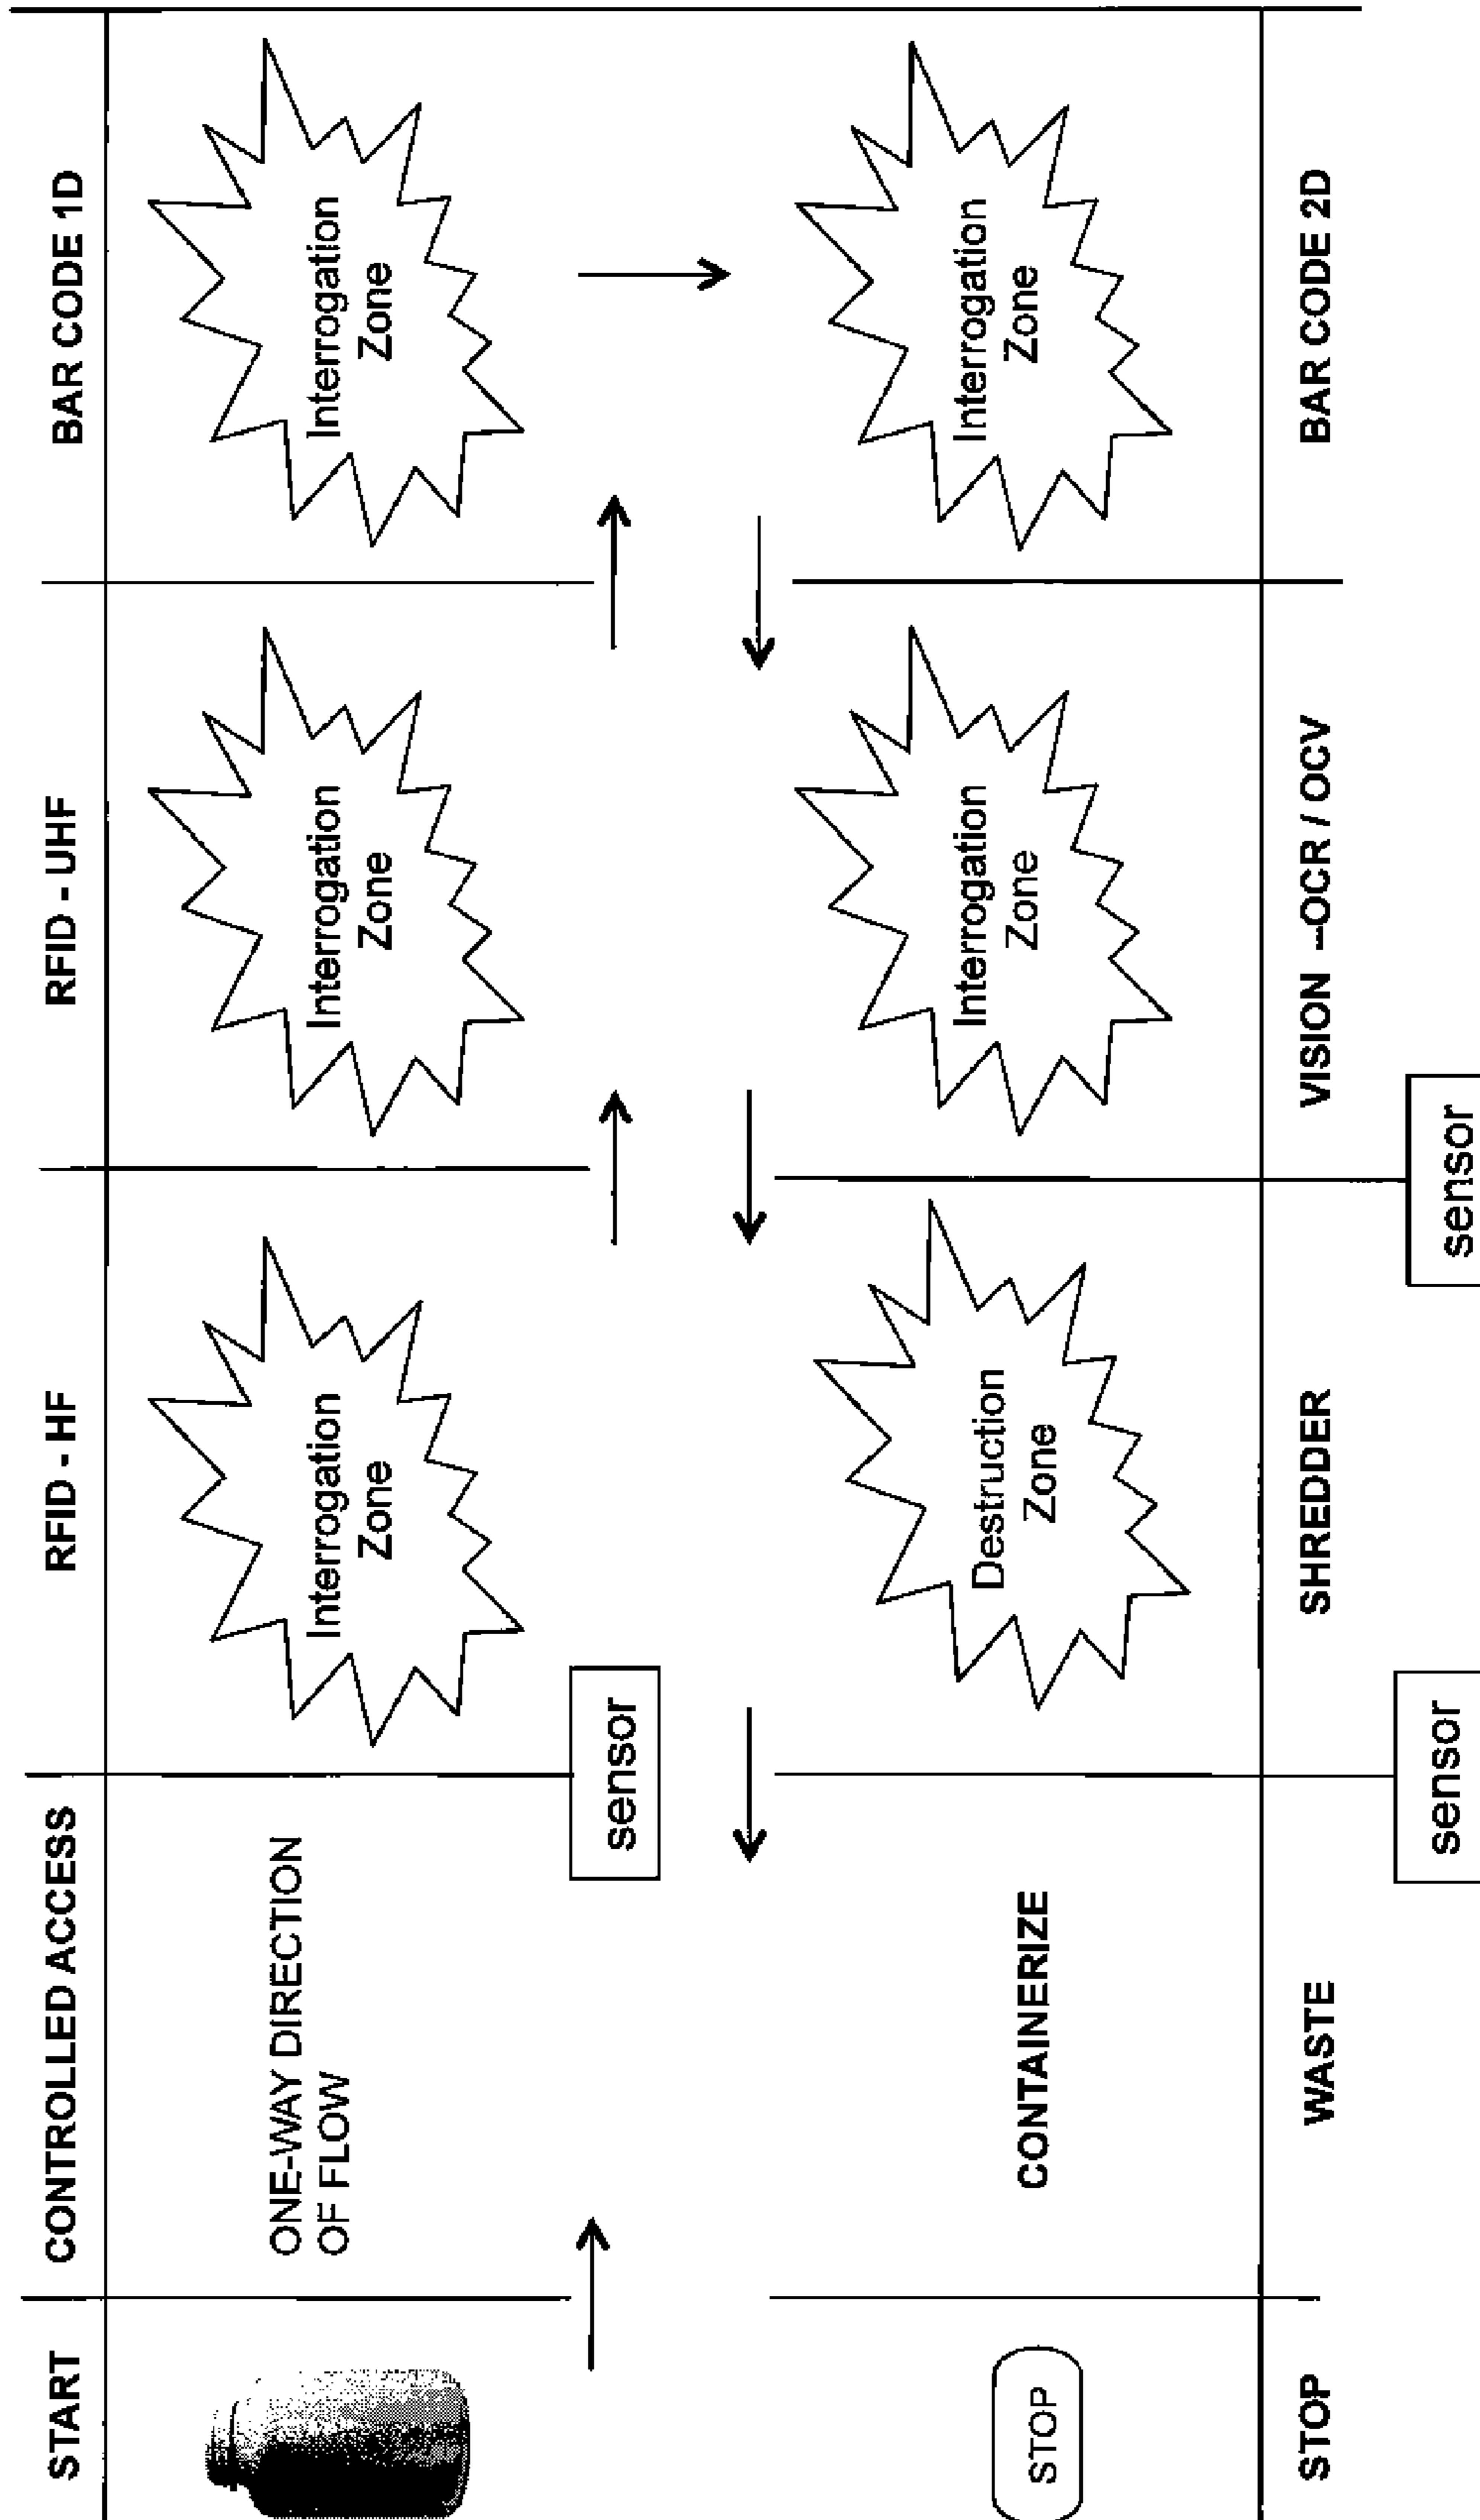 START
CONTROLLED ACCESS
RFID - HF
RFID - UHF
BAR CODE 1D
ONE-WAY DIRECTION
OF FLOW
Interrogation
Zone
Interrogation
Zone
Interrogation
Zone
sensor
STOP
CONTAINERIZE
Destruction
Zone
Interrogation
Zone
Interrogation
Zone
STOP
WASTE
SHREDDER
VISION --OCR / OCV
BAR CODE 2D
sensor
sensor